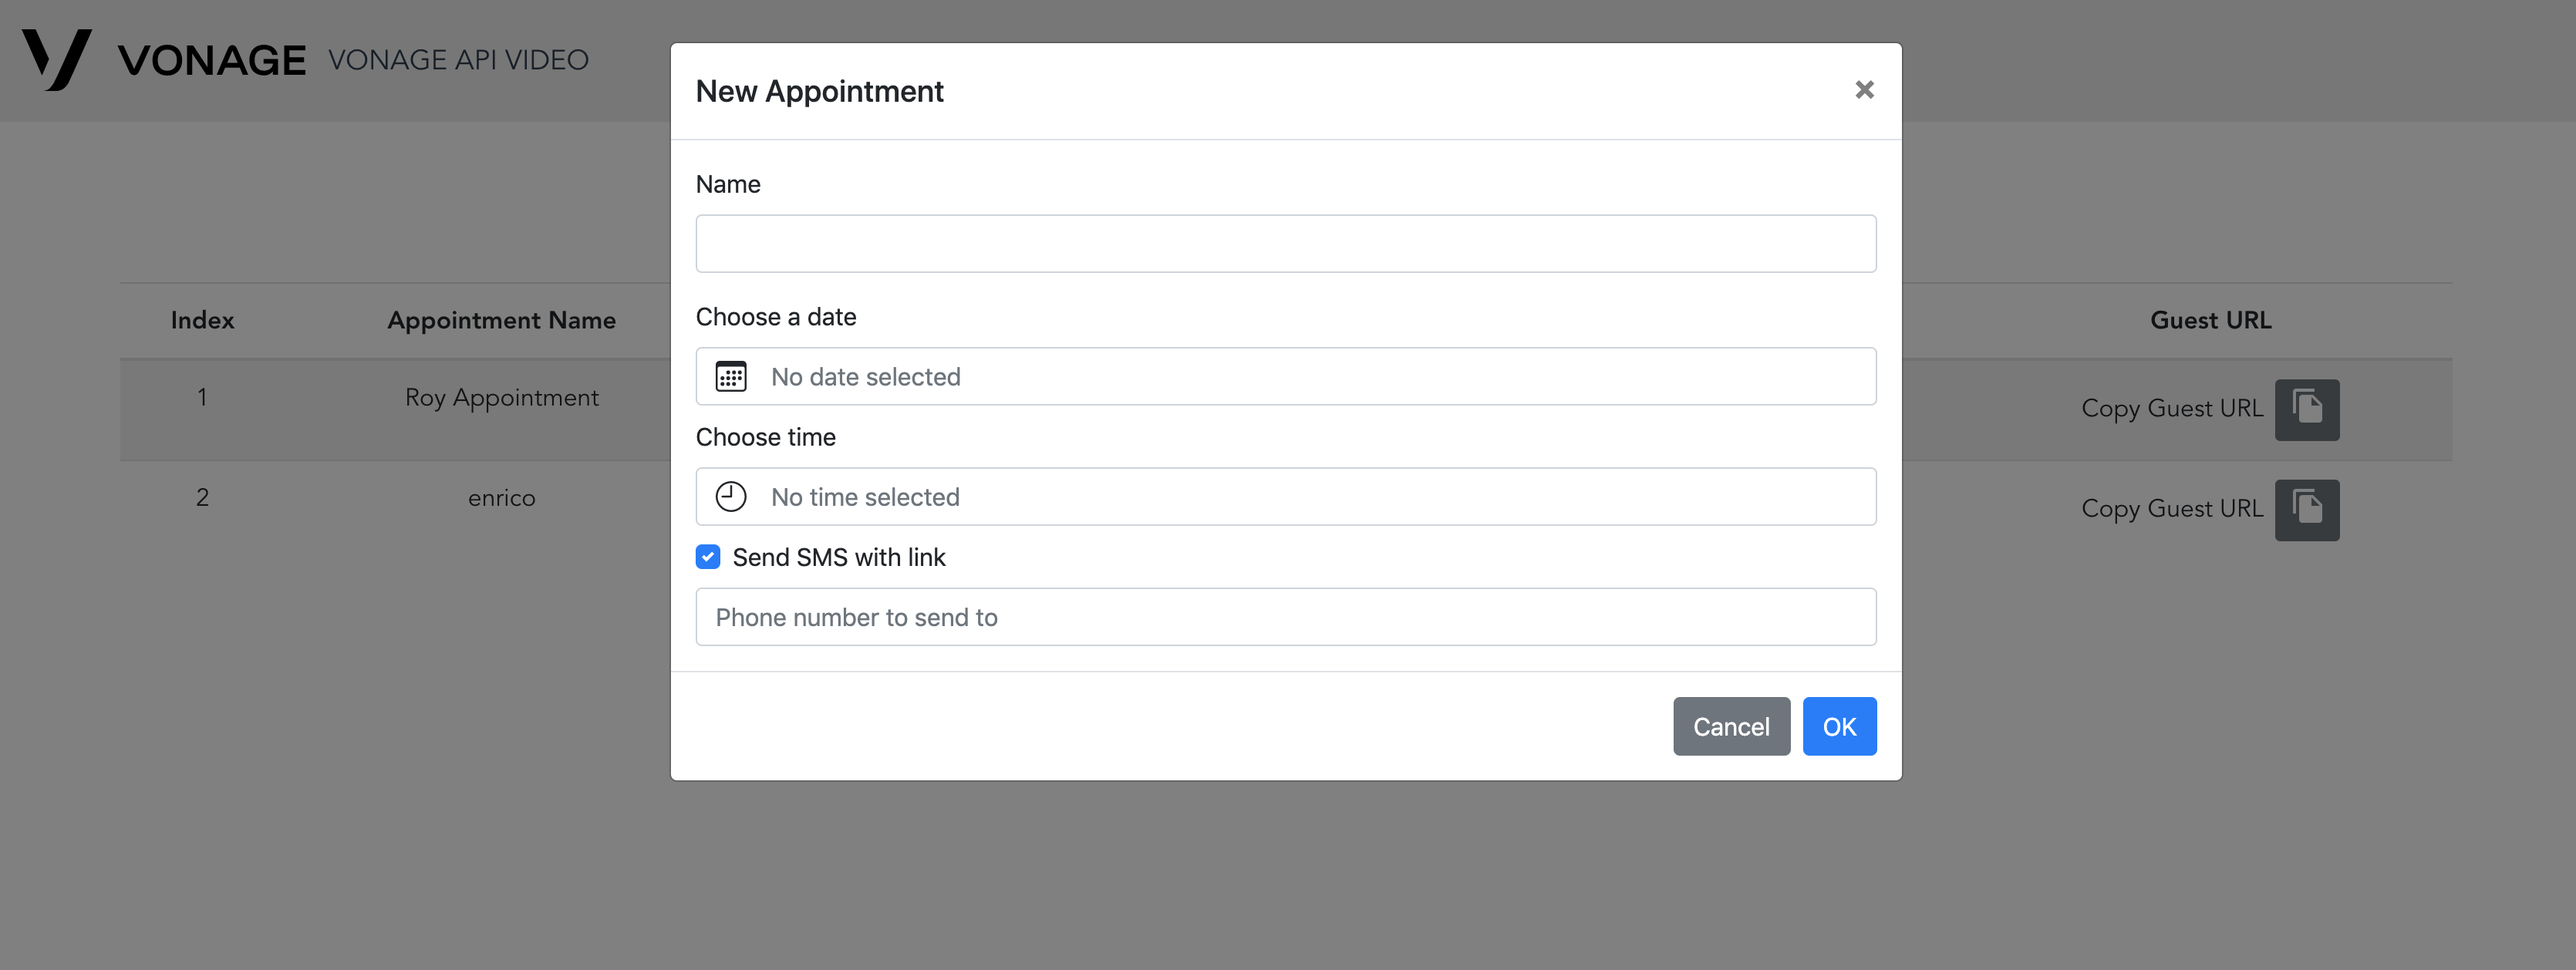 VONAGE VONAGE API VIDEO
New Appointment
Name
Choose a date
No date selected
Choose time
No time selected
Send SMS with link
Phone number to send to
Cancel OK
Index Appointment Name Guest URL
1 Roy Appointment Copy Guest URL
2 enrico Copy Guest URL